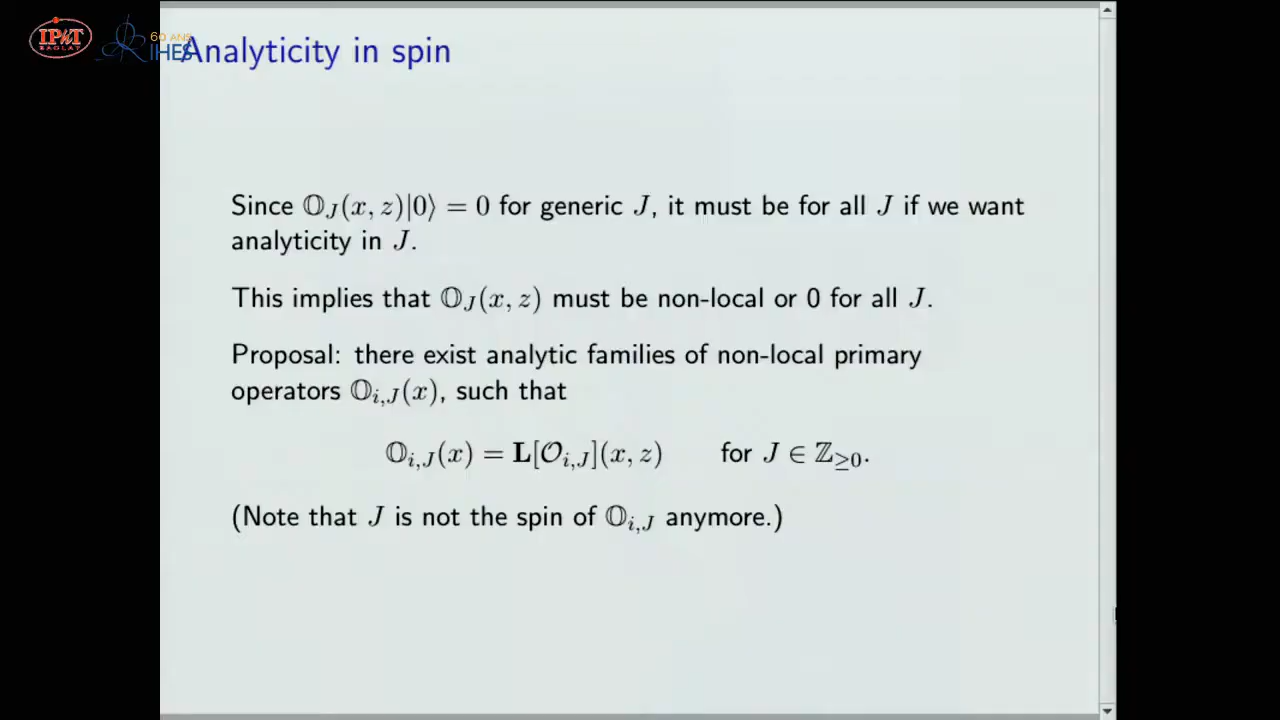 IPhT
SACLAY
60 ANS
IHES
Analyticity in spin
Since 𝕆_J(x, z)|0⟩ = 0 for generic J, it must be for all J if we want
analyticity in J.
This implies that 𝕆_J(x, z) must be non-local or 0 for all J.
Proposal: there exist analytic families of non-local primary
operators 𝕆_{i,J}(x), such that
𝕆_{i,J}(x) = 𝐋[𝒪_{i,J}](x, z) for J ∈ ℤ_{≥0}.
(Note that J is not the spin of 𝕆_{i,J} anymore.)